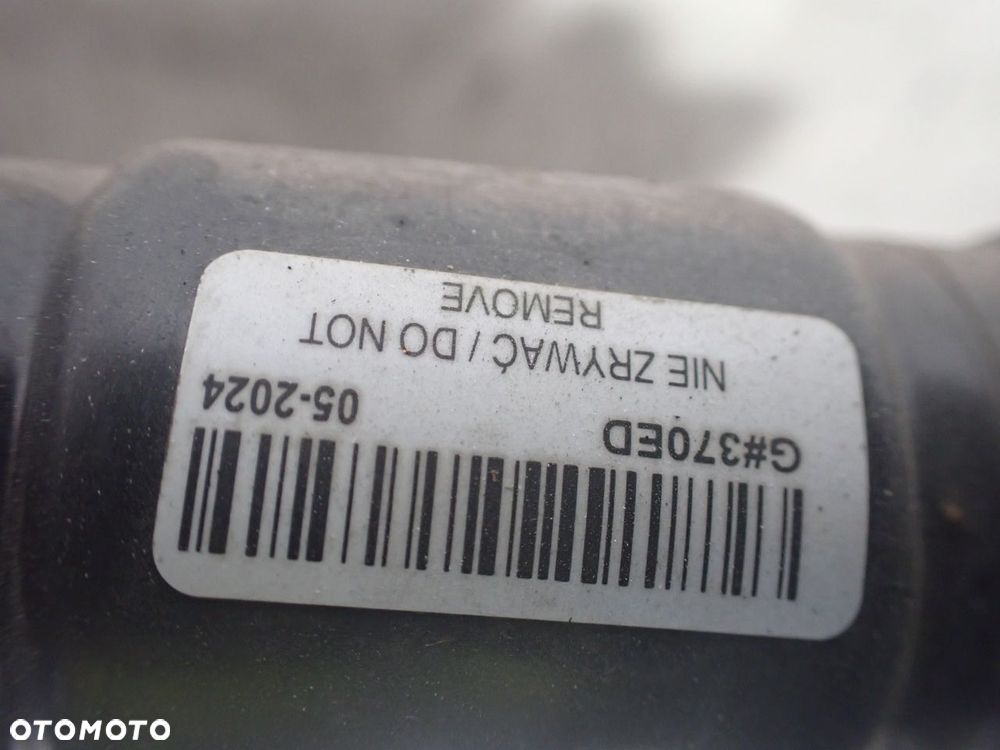 G#370ED 05-2024
NIE ZRYWAĆ / DO NOT
REMOVE
OTOMOTO